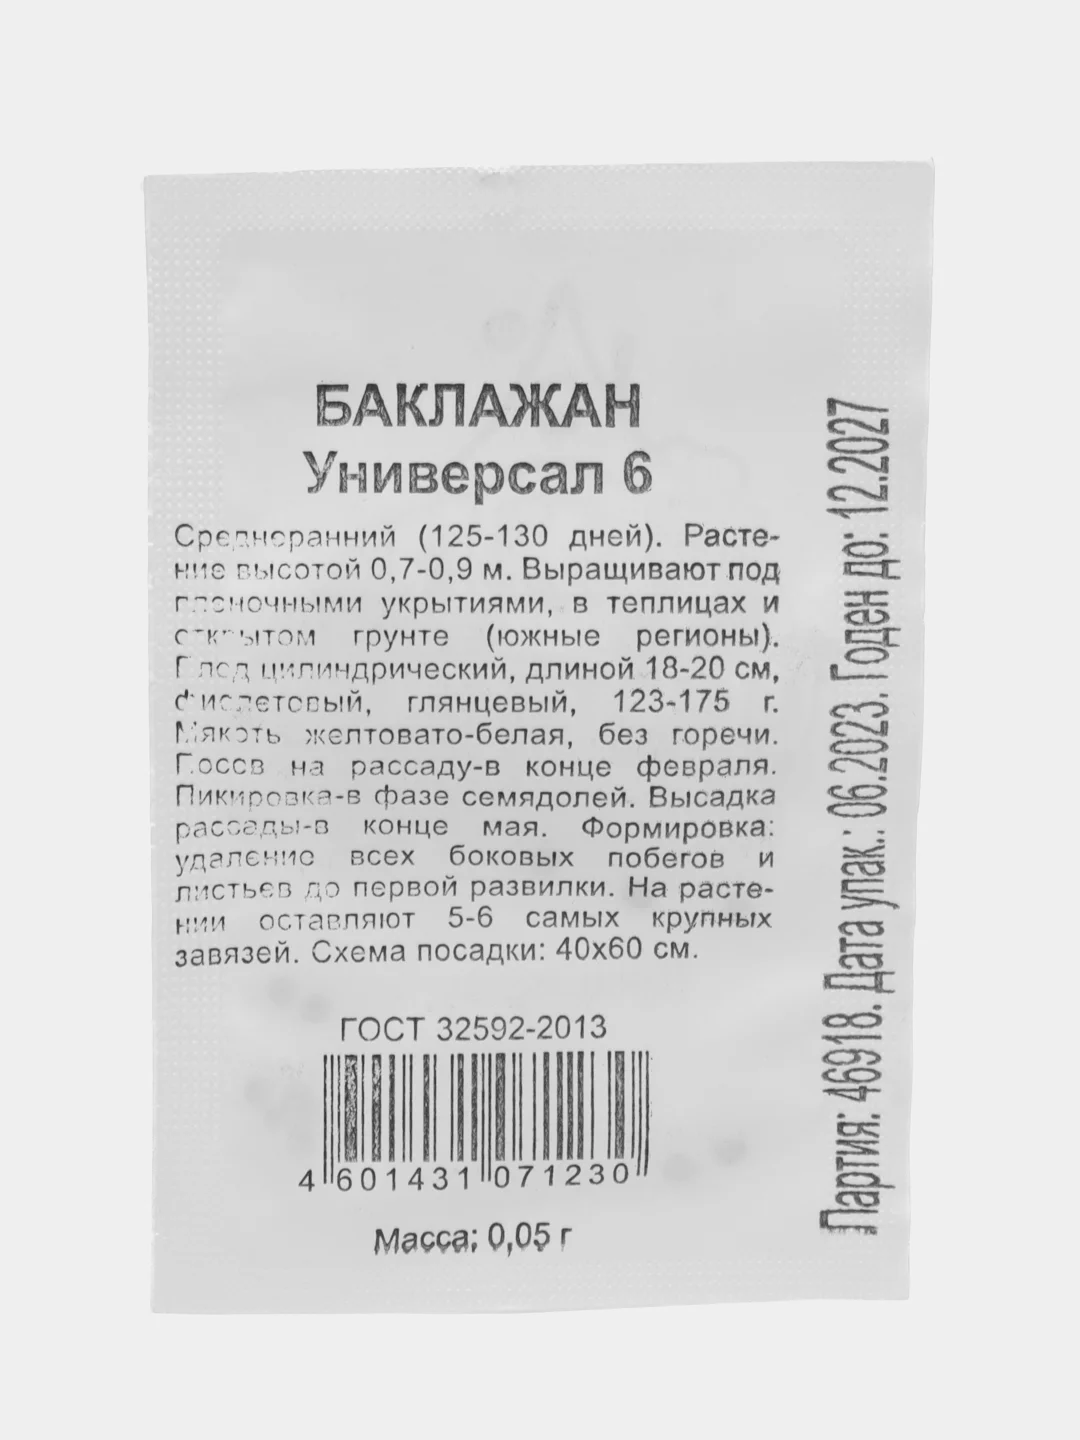 БАКЛАЖАН
Универсал 6
Среднеранний (125-130 дней). Расте-
ние высотой 0,7-0,9 м. Выращивают под
пленочными укрытиями, в теплицах и
открытом грунте (южные регионы).
Плод цилиндрический, длиной 18-20 см,
фиолетовый, глянцевый, 123-175 г.
Мякоть желтовато-белая, без горечи.
Посев на рассаду-в конце февраля.
Пикировка-в фазе семядолей. Высадка
рассады-в конце мая. Формировка:
удаление всех боковых побегов и
листьев до первой развилки. На расте-
нии оставляют 5-6 самых крупных
завязей. Схема посадки: 40х60 см.
ГОСТ 32592-2013
4 601431 071230
Масса: 0,05 г
Партия: 46918. Дата упак.: 06.2023. Годен до: 12.2027